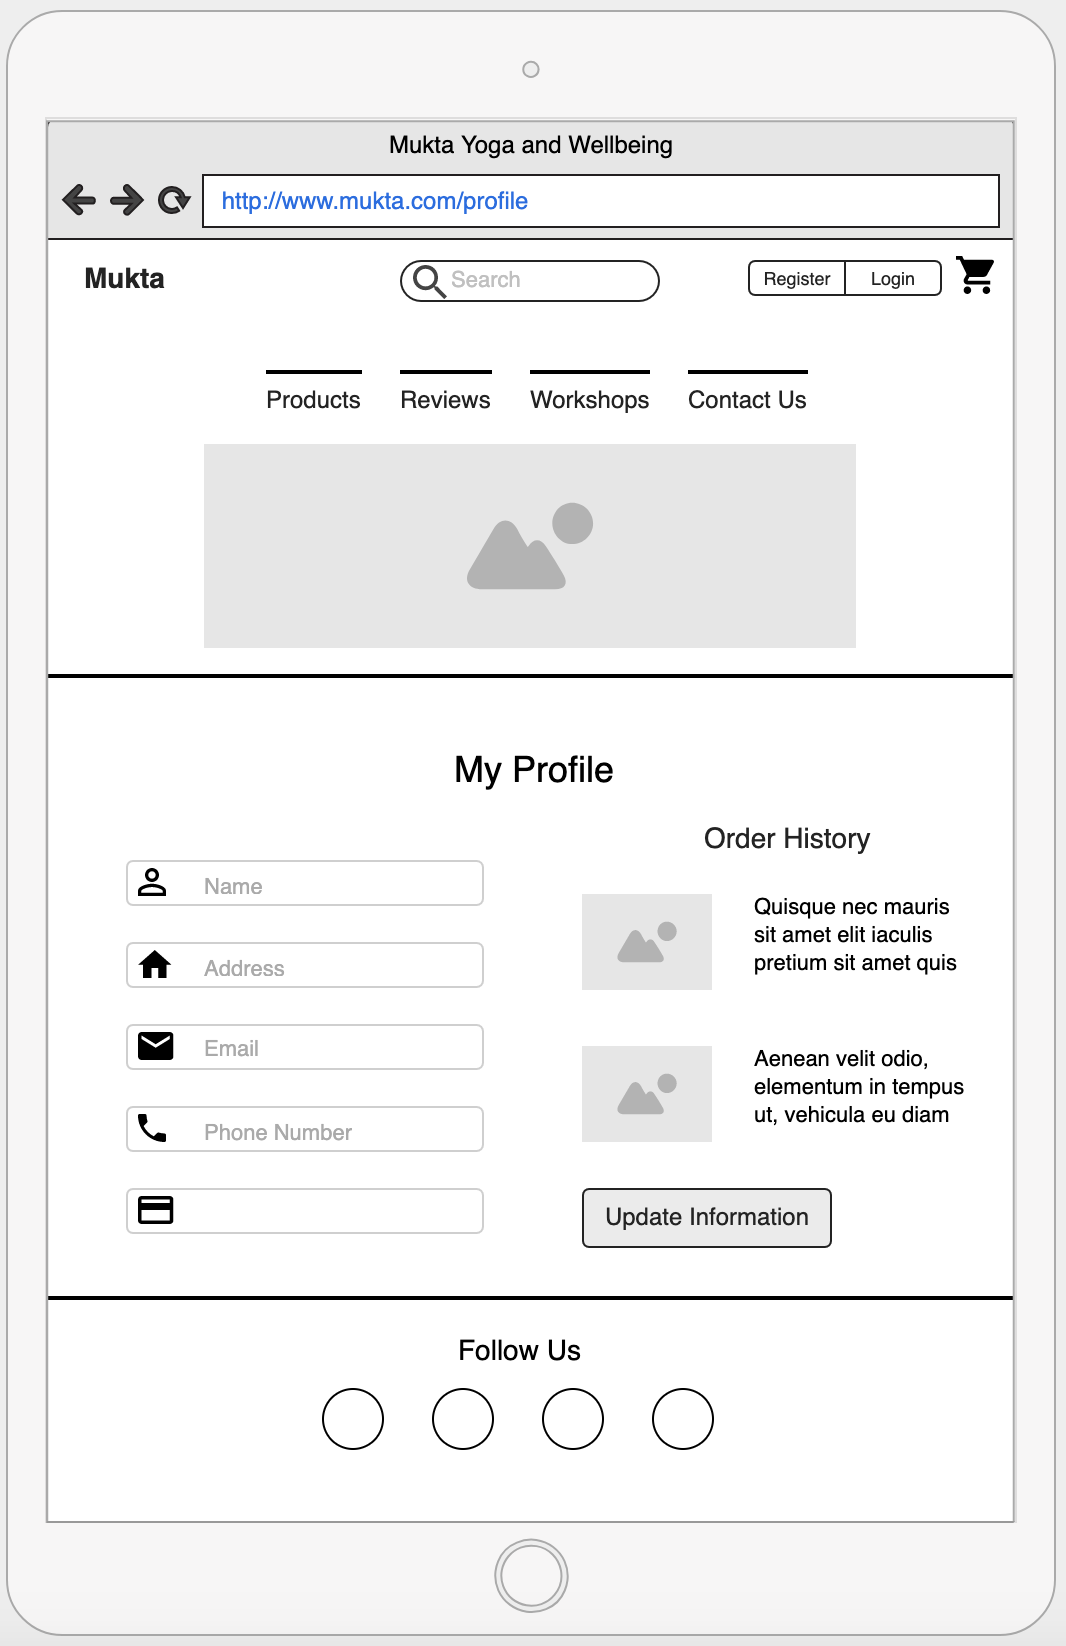 Mukta Yoga and Wellbeing
http://www.mukta.com/profile
Mukta
Search
Register
Login
Products
Reviews
Workshops
Contact Us
My Profile
Name
Address
Email
Phone Number
Order History
Quisque nec mauris
sit amet elit iaculis
pretium sit amet quis
Aenean velit odio,
elementum in tempus
ut, vehicula eu diam
Update Information
Follow Us